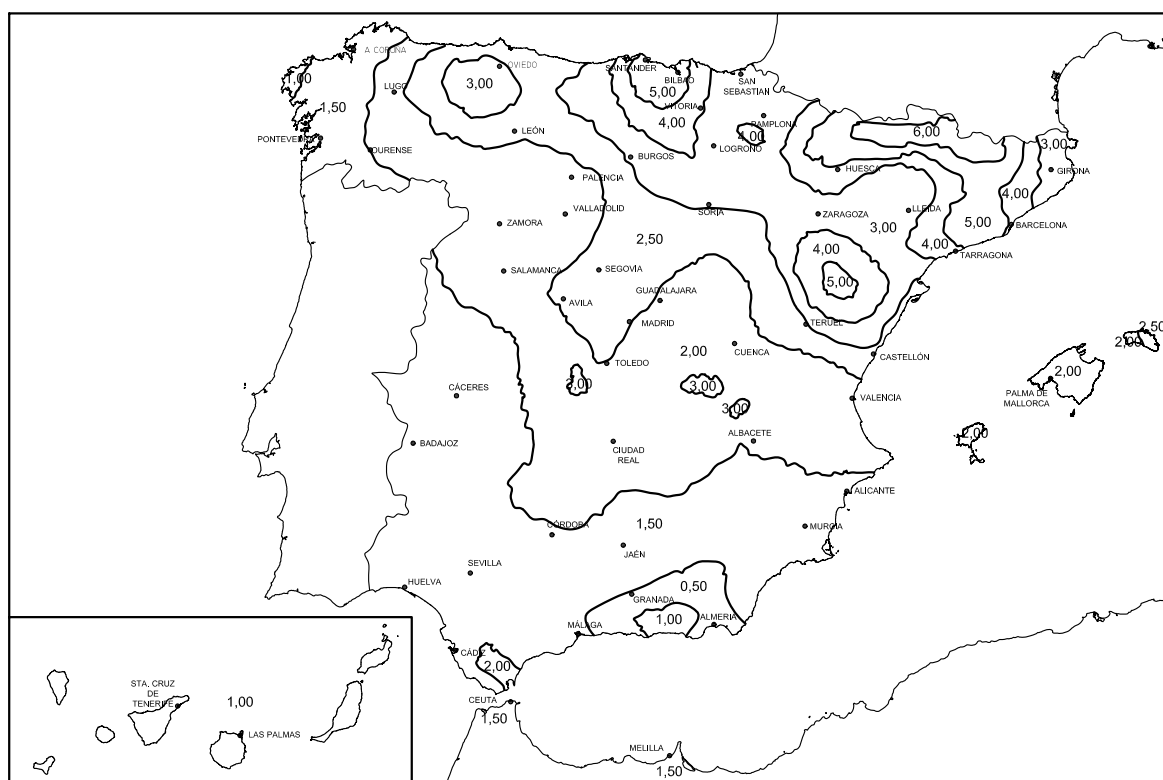 A CORUÑA
OVIEDO
SANTANDER
BILBAO
SAN
SEBASTIAN
1,00
LUGO
3,00
5,00
1,50
VITORIA
4,00
PAMPLONA
6,00
PONTEVEDRA
LEÓN
4,00
LOGROÑO
3,00
OURENSE
BURGOS
HUESCA
GIRONA
PALENCIA
4,00
VALLADOLID
SORIA
ZARAGOZA
LLEIDA
5,00
ZAMORA
3,00
BARCELONA
2,50
4,00
4,00
TARRAGONA
SALAMANCA
SEGOVIA
5,00
GUADALAJARA
AVILA
MADRID
TERUEL
2,50
2,00
2,00
CUENCA
CASTELLÓN
TOLEDO
2,00
3,00
3,00
CÁCERES
PALMA DE
MALLORCA
VALENCIA
3,00
2,00
BADAJOZ
CIUDAD
REAL
ALBACETE
ALICANTE
1,50
CÓRDOBA
MURCIA
JAÉN
SEVILLA
HUELVA
0,50
GRANADA
1,00
ALMERIA
MÁLAGA
CÁDIZ
2,00
CEUTA
1,50
MELILLA
1,50
STA. CRUZ
DE
TENERIFE
1,00
LAS PALMAS